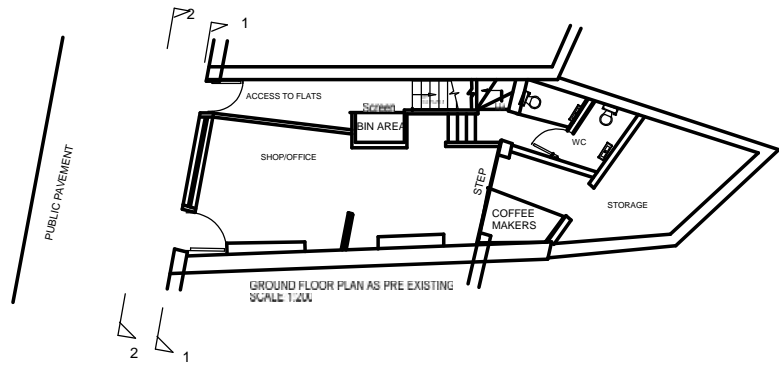 2
1
ACCESS TO FLATS
Screen
BIN AREA
SHOP/OFFICE
WC
STEP
STORAGE
COFFEE
MAKERS
PUBLIC PAVEMENT
GROUND FLOOR PLAN AS PRE EXISTING
SCALE 1:200
2
1